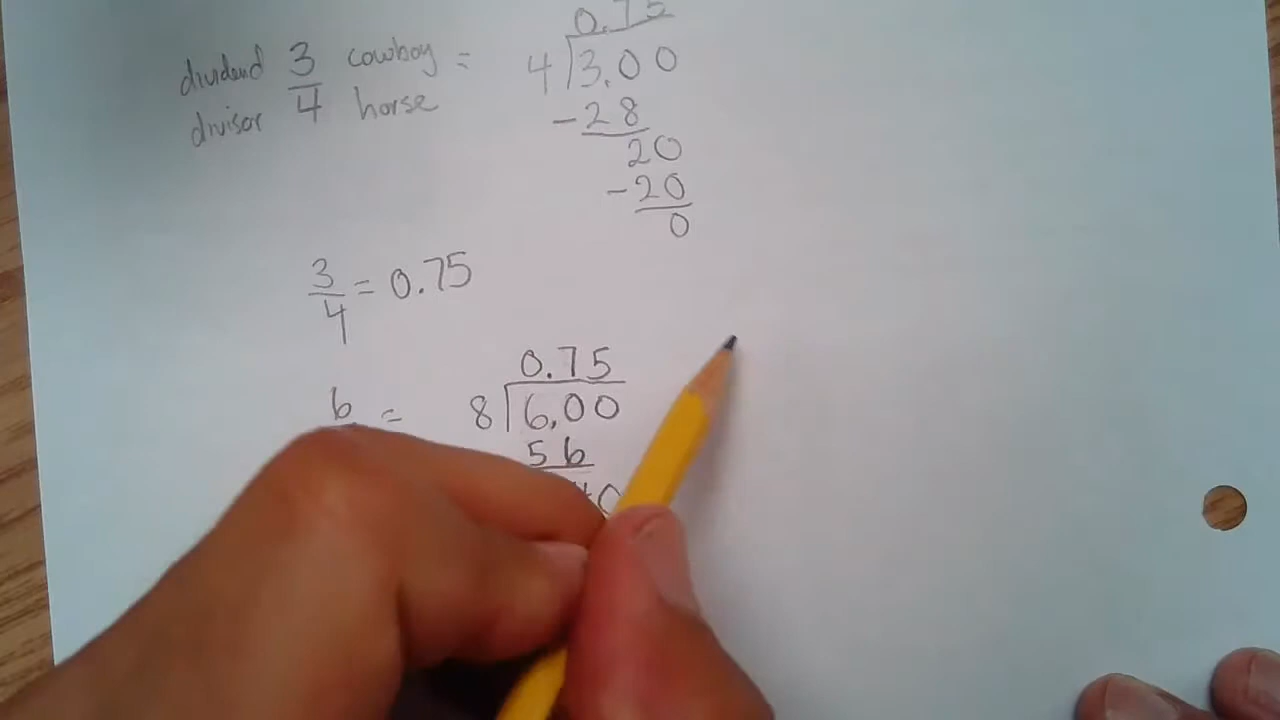 0.75
dividend 3 cowboy = 4 3.00
divisor 4 horse
- 28
20
- 20
0
3/4 = 0.75
0.75
6 = 8 6.00
56
40